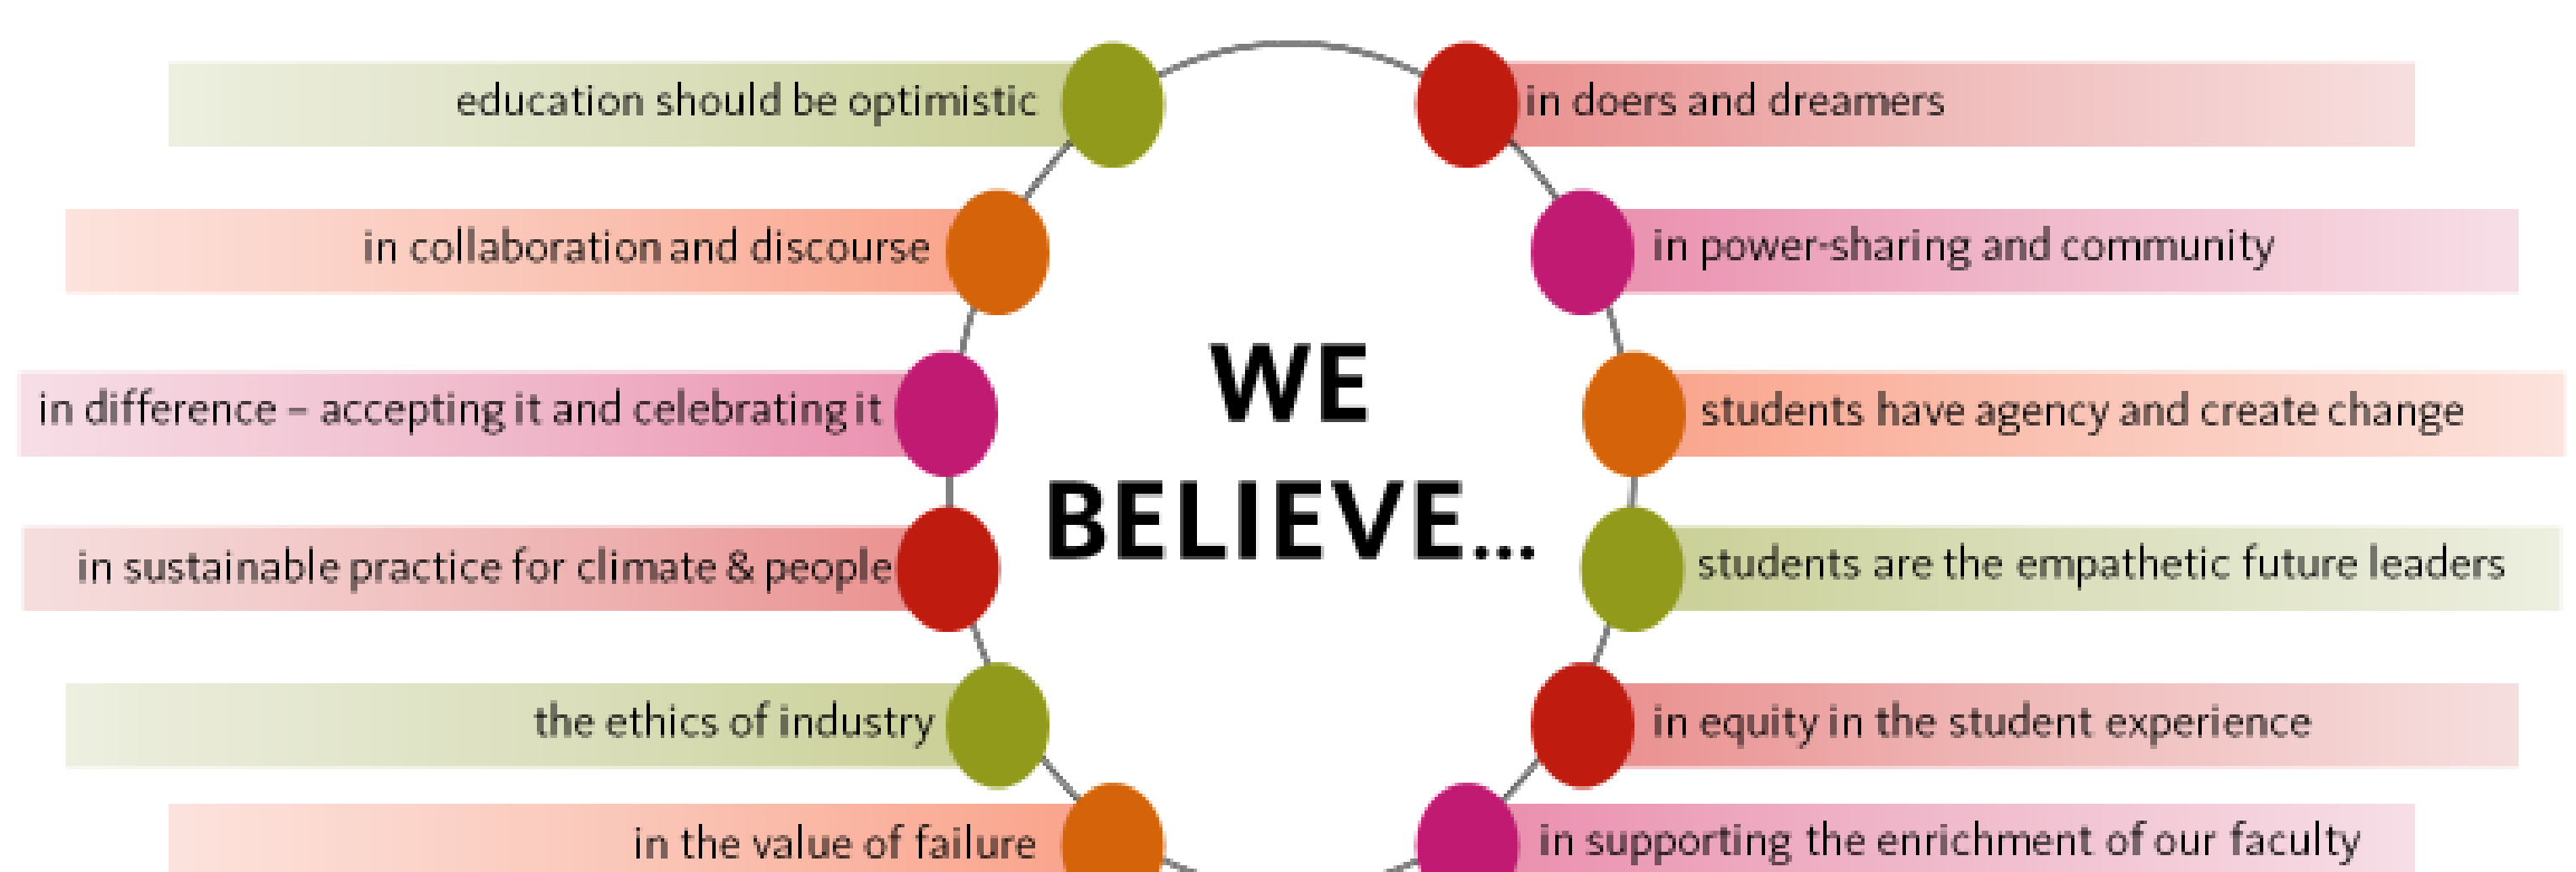 WE
BELIEVE...
education should be optimistic
in collaboration and discourse
in difference – accepting it and celebrating it
in sustainable practice for climate & people
the ethics of industry
in the value of failure
in doers and dreamers
in power-sharing and community
students have agency and create change
students are the empathetic future leaders
in equity in the student experience
in supporting the enrichment of our faculty